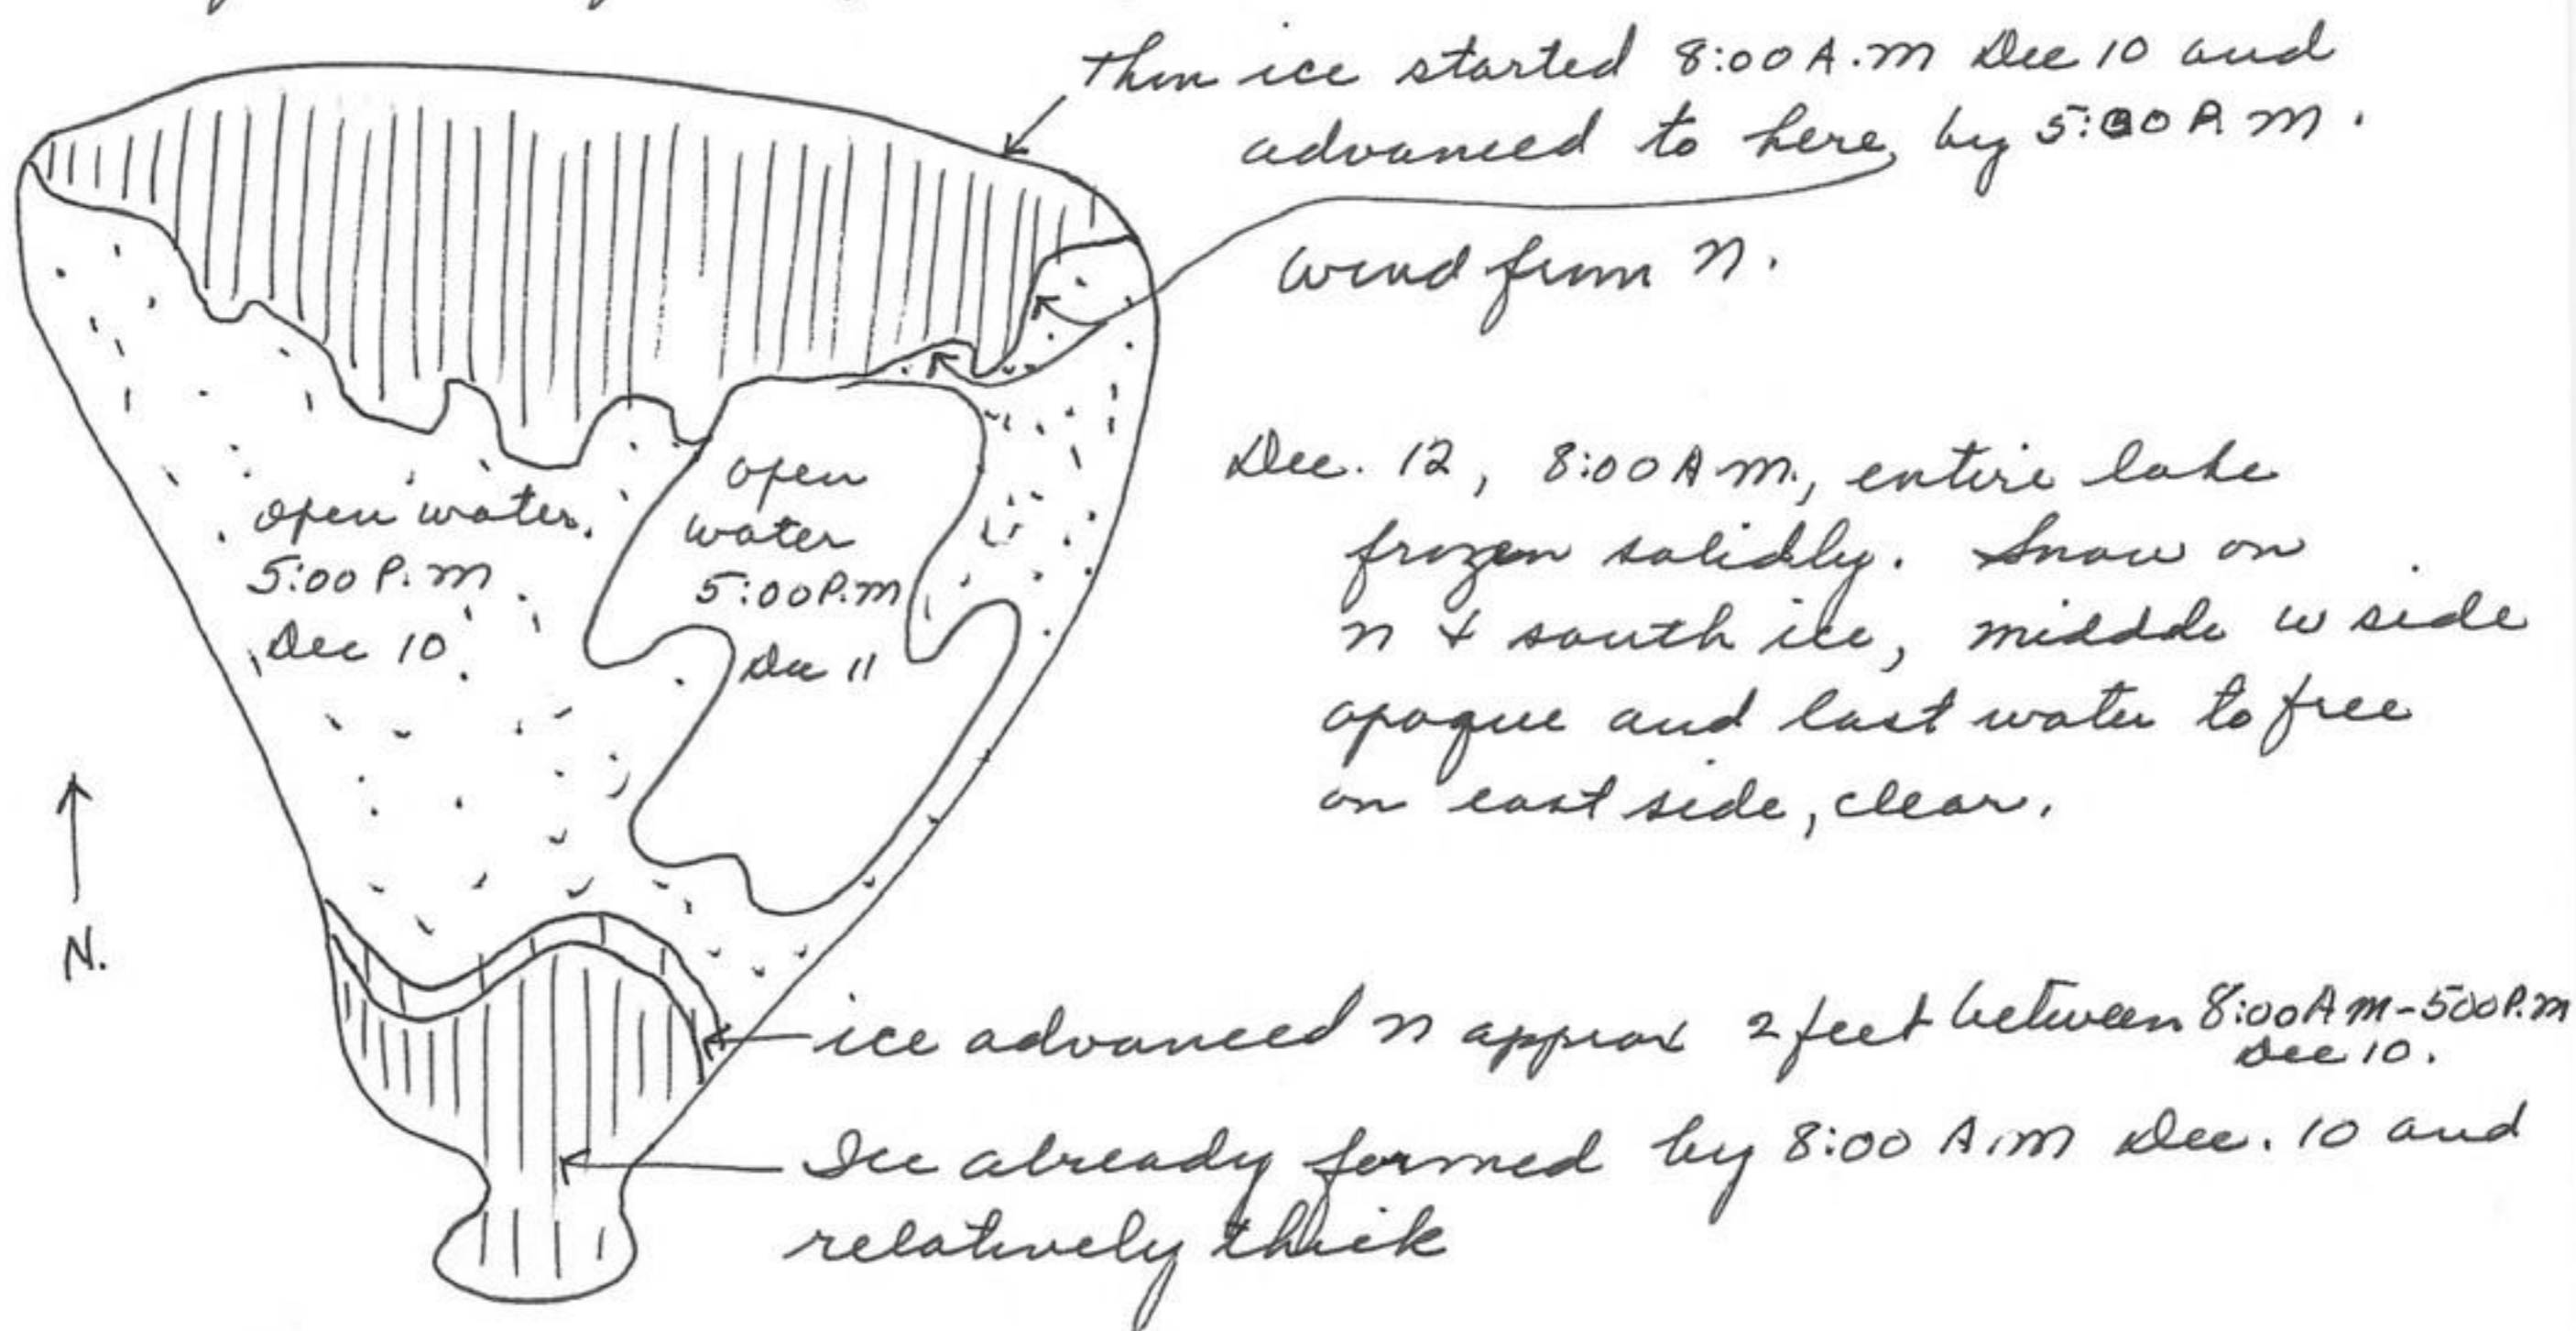 Thin ice started 8:00 A.M Dec 10 and
advanced to here by 5:00 P.M.
wind from N.
open water
5:00 P.M
Dec 10
open
water
5:00 P.M
Dec 11
Dec. 12, 8:00 A M., entire lake
frozen solidly. Snow on
n & south ice, middde w side
opaque and last water to free
on east side, clear.
N.
ice advanced n approx 2 feet between 8:00 A M - 500 P.M
Dec 10.
Ice already formed by 8:00 A.M Dec. 10 and
relatively thick